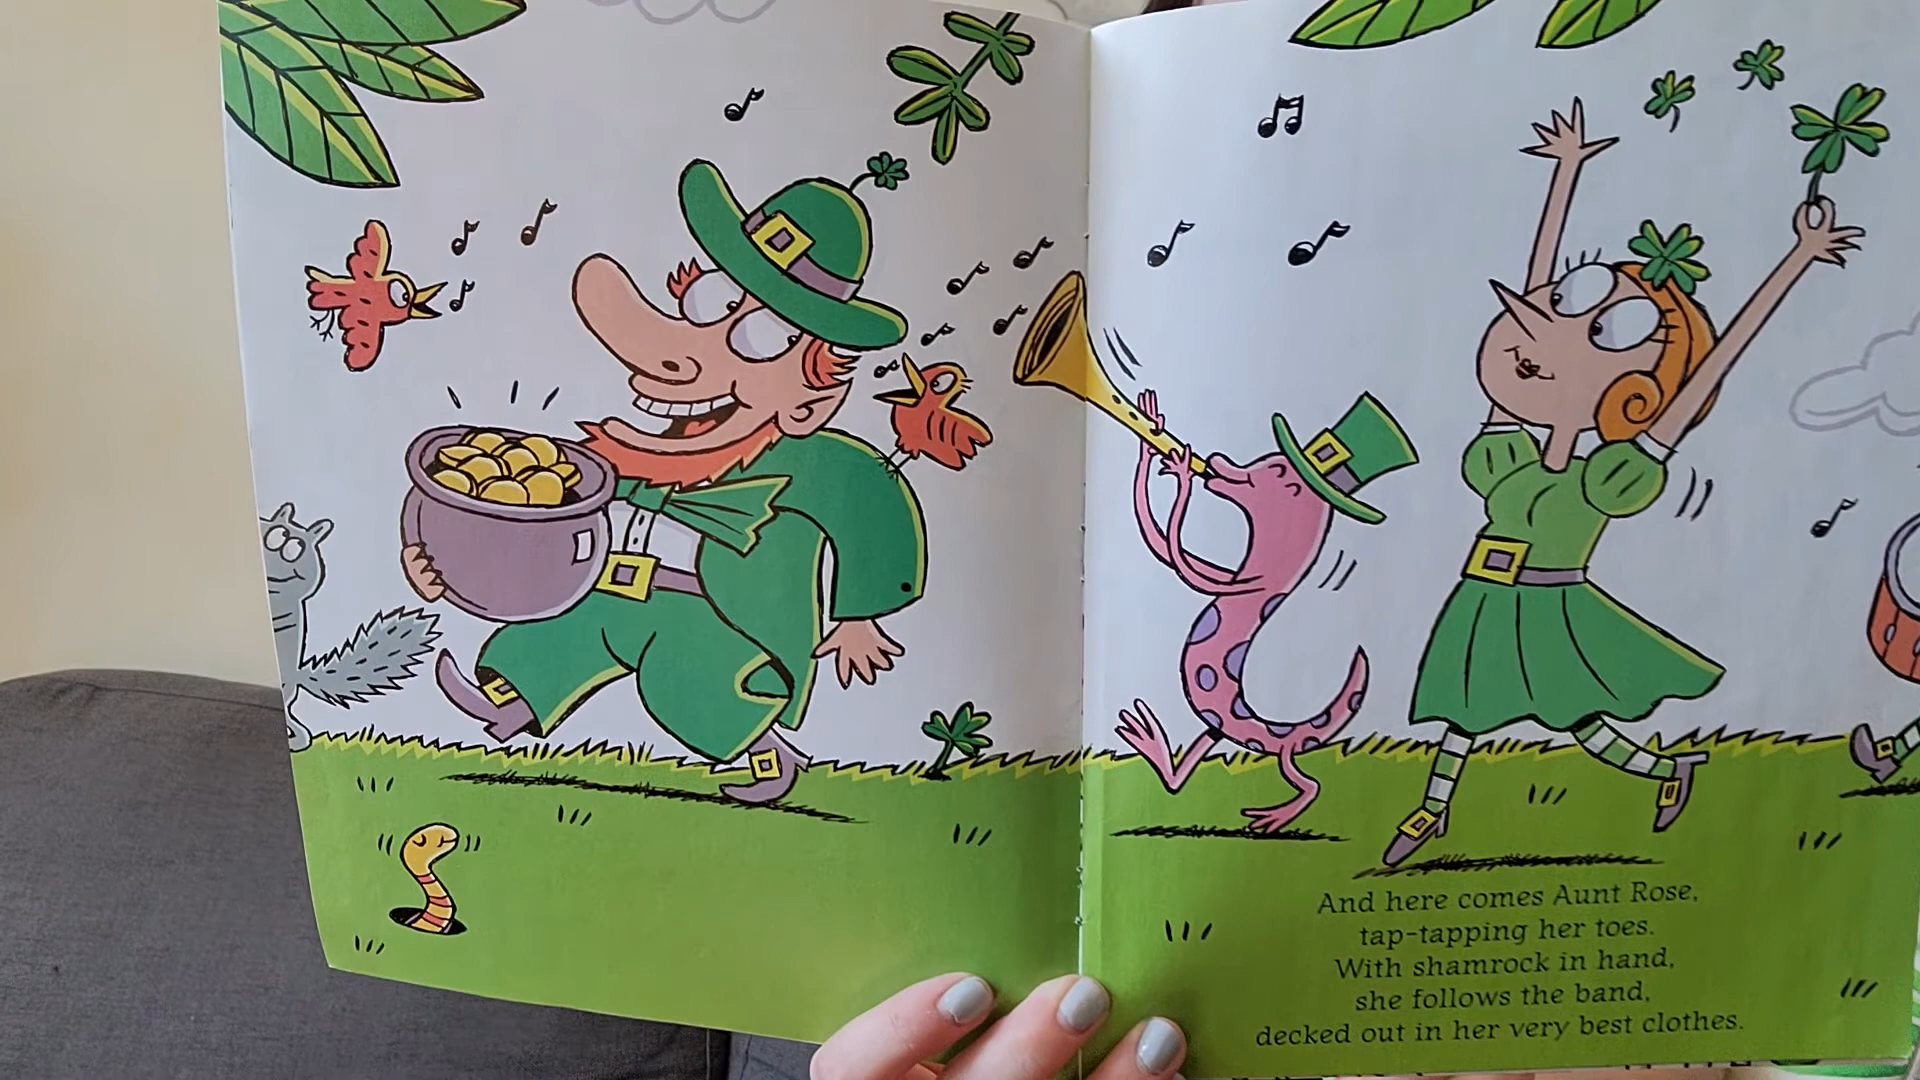 And here comes Aunt Rose,
tap-tapping her toes.
With shamrock in hand,
she follows the band,
decked out in her very best clothes.